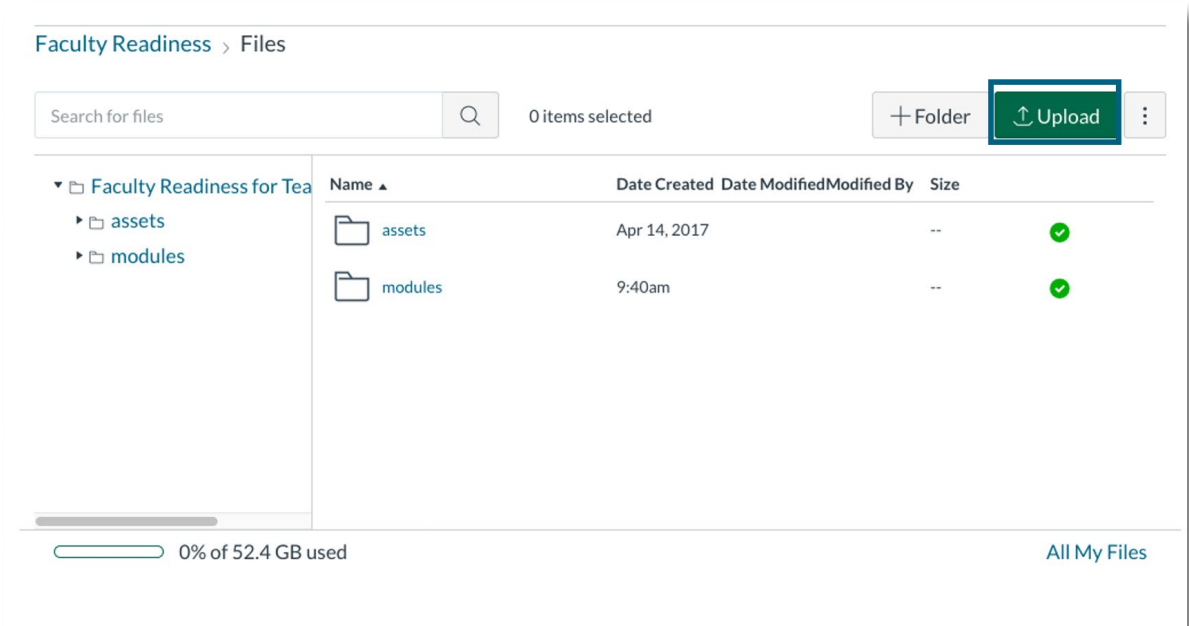 Faculty Readiness > Files
Search for files 0 items selected + Folder Upload
Faculty Readiness for Tea
assets
modules
Name Date Created Date Modified Modified By Size
assets Apr 14, 2017 --
modules 9:40am --
0% of 52.4 GB used All My Files